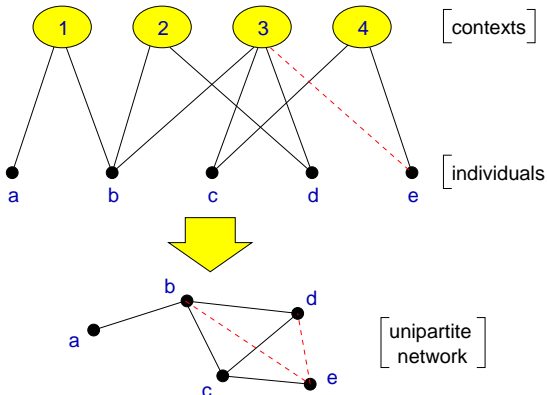 1 2 3 4 contexts
individuals
a b c d e
b d
a
unipartite
network
c e